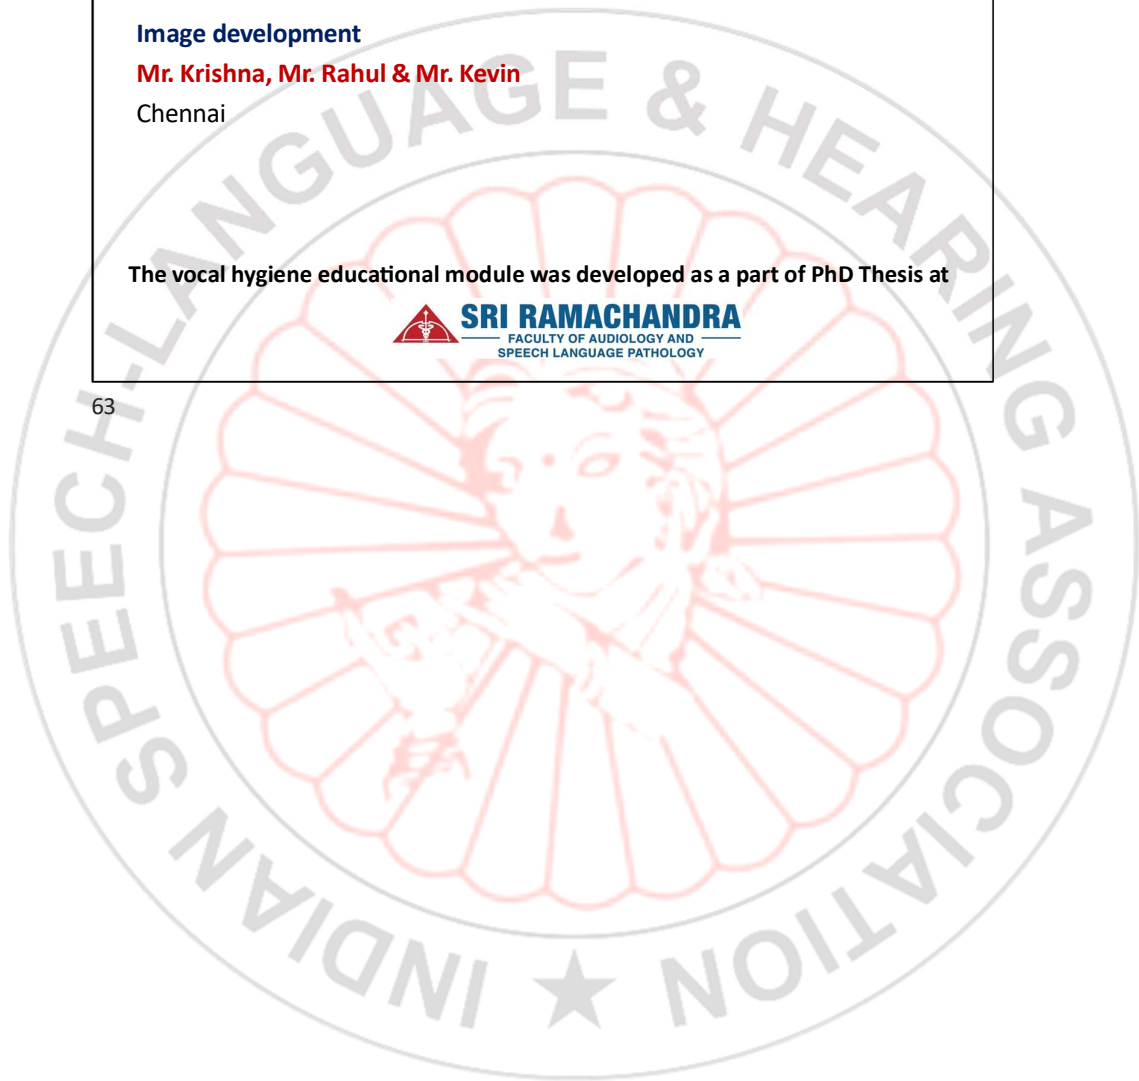 Image development
Mr. Krishna, Mr. Rahul & Mr. Kevin
Chennai
The vocal hygiene educational module was developed as a part of PhD Thesis at
SRI RAMACHANDRA
FACULTY OF AUDIOLOGY AND
SPEECH LANGUAGE PATHOLOGY
63
INDIAN SPEECH-LANGUAGE & HEARING ASSOCIATION